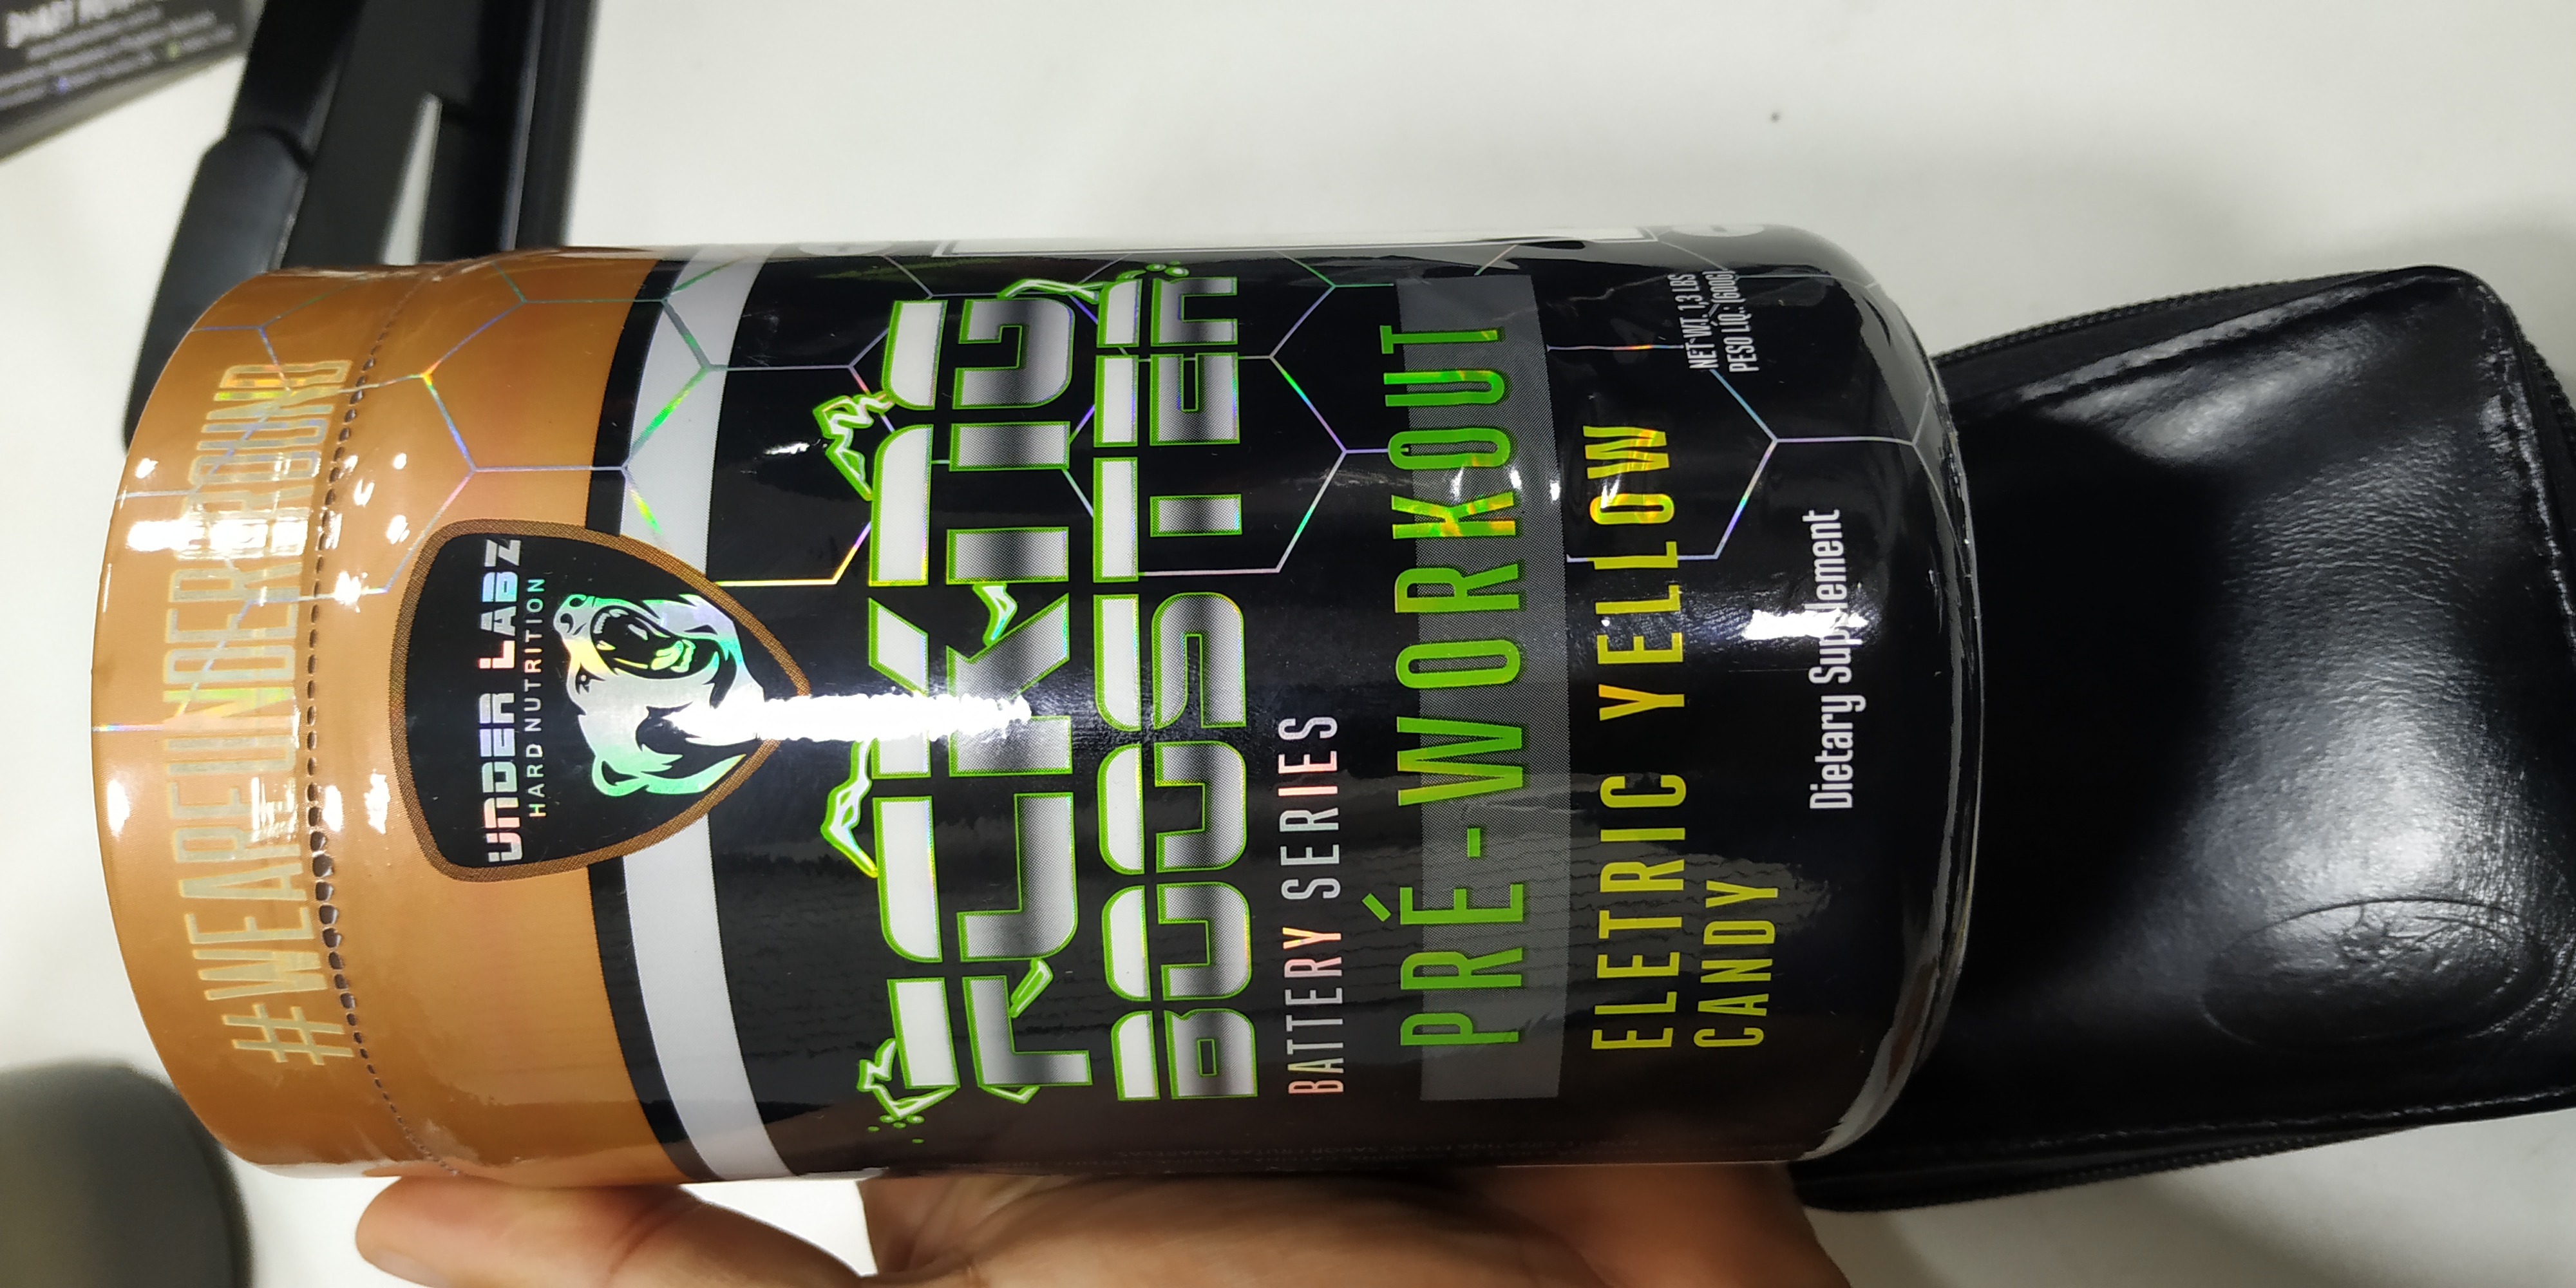 #WEAREUNDERGROUND
UNDER LABZ
HARD NUTRITION
FCKNG
BOOSTER
BATTERY SERIES
PRÉ-WORKOUT
ELETRIC YELLOW
CANDY
NET WT. 1,3 LBS
PESO LÍQ.: (600G)
Dietary Supplement